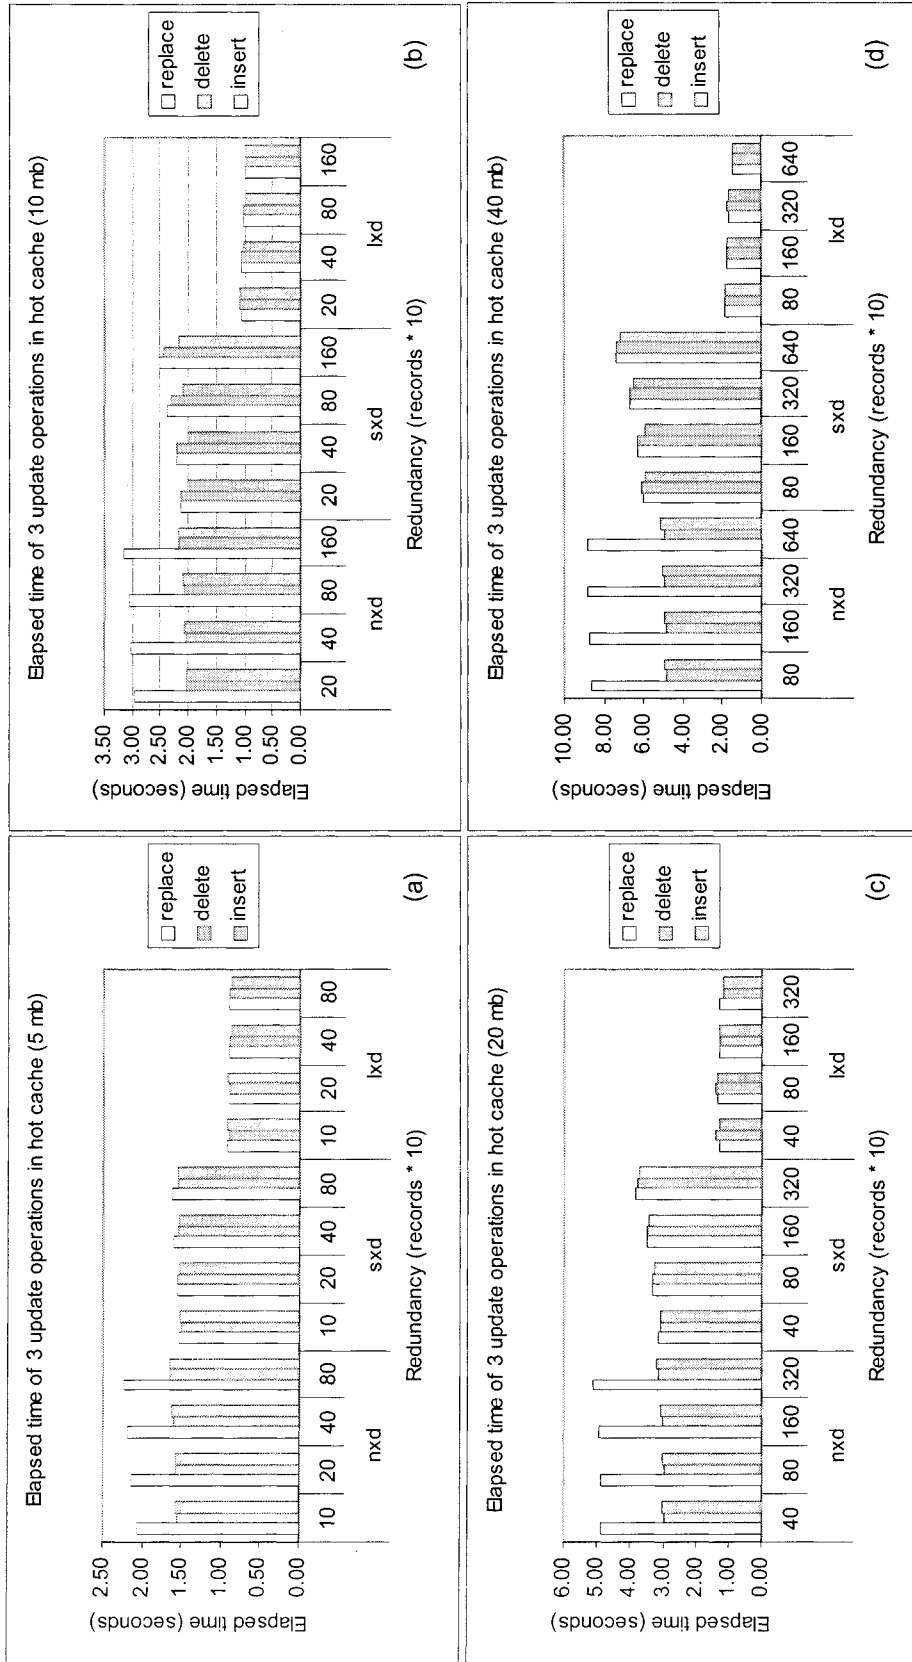 Elapsed time of 3 update operations in hot cache (5 mb)
Elapsed time (seconds)
2.50
2.00
1.50
1.00
0.50
0.00
10 20 40 80 10 20 40 80 10 20 40 80
nxd sxd lxd
Redundancy (records * 10)
replace
delete
insert
(a)
Elapsed time of 3 update operations in hot cache (10 mb)
Elapsed time (seconds)
3.50
3.00
2.50
2.00
1.50
1.00
0.50
0.00
20 40 80 160 20 40 80 160 20 40 80 160
nxd sxd lxd
Redundancy (records * 10)
replace
delete
insert
(b)
Elapsed time of 3 update operations in hot cache (20 mb)
Elapsed time (seconds)
6.00
5.00
4.00
3.00
2.00
1.00
0.00
40 80 160 320 40 80 160 320 40 80 160 320
nxd sxd lxd
Redundancy (records * 10)
replace
delete
insert
(c)
Elapsed time of 3 update operations in hot cache (40 mb)
Elapsed time (seconds)
10.00
8.00
6.00
4.00
2.00
0.00
80 160 320 640 80 160 320 640 80 160 320 640
nxd sxd lxd
Redundancy (records * 10)
replace
delete
insert
(d)